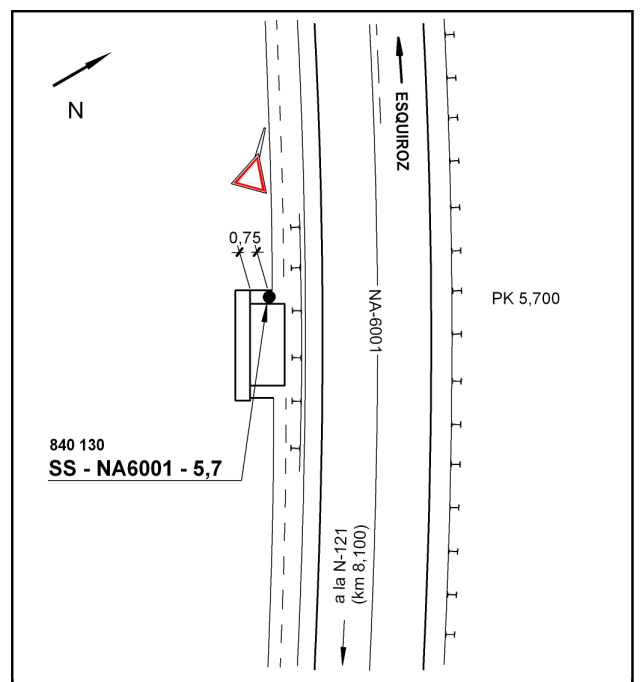 N
ESQUIROZ
0,75
NA-6001
PK 5,700
840 130
SS - NA6001 - 5,7
a la N-121
(km 8,100)